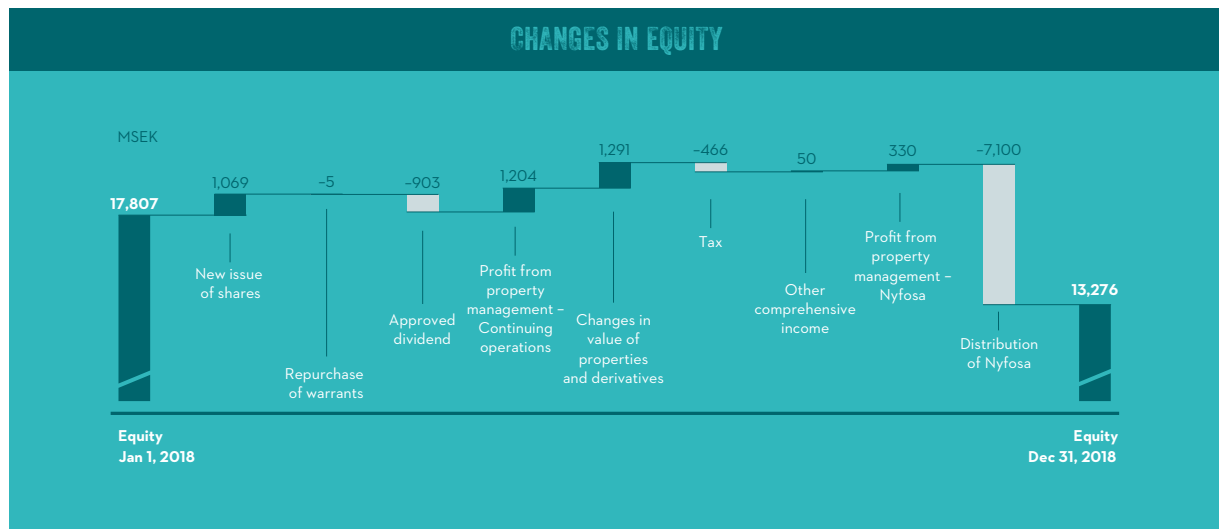 CHANGES IN EQUITY
MSEK
17,807
1,069
–5
–903
1,204
1,291
–466
50
330
–7,100
13,276
New issue
of shares
Repurchase
of warrants
Approved
dividend
Profit from
property
management –
Continuing
operations
Changes in
value of
properties
and derivatives
Tax
Other
comprehensive
income
Profit from
property
management –
Nyfosa
Distribution
of Nyfosa
Equity
Jan 1, 2018
Equity
Dec 31, 2018